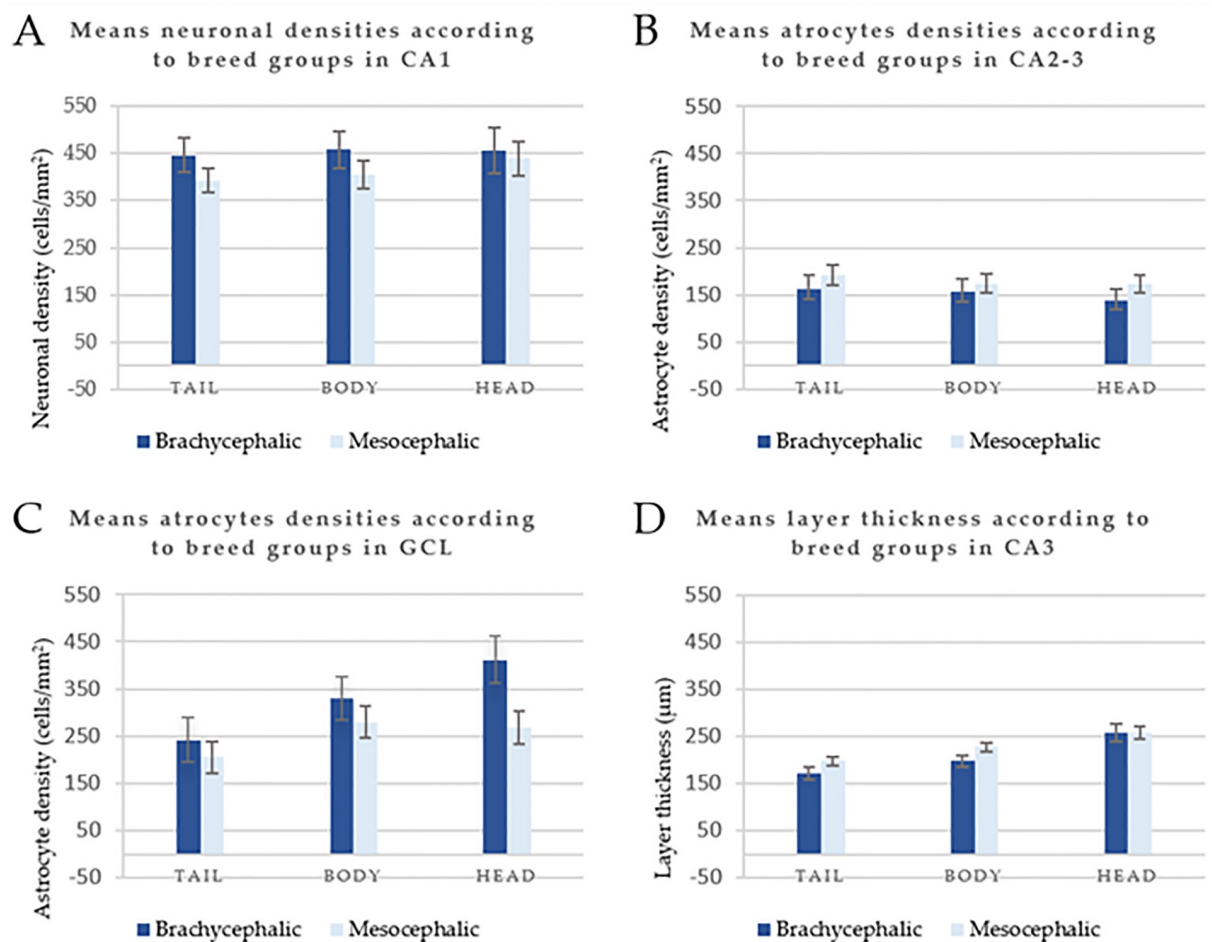 A Means neuronal densities according
to breed groups in CA1
Neuronal density (cells/mm²)
550
450
350
250
150
50
-50
TAIL BODY HEAD
Brachycephalic Mesocephalic
B Means atrocytes densities according
to breed groups in CA2-3
Astrocyte density (cells/mm²)
550
450
350
250
150
50
-50
TAIL BODY HEAD
Brachycephalic Mesocephalic
C Means atrocytes densities according
to breed groups in GCL
Astrocyte density (cells/mm²)
550
450
350
250
150
50
-50
TAIL BODY HEAD
Brachycephalic Mesocephalic
D Means layer thickness according to
breed groups in CA3
Layer thickness (μm)
550
450
350
250
150
50
-50
TAIL BODY HEAD
Brachycephalic Mesocephalic